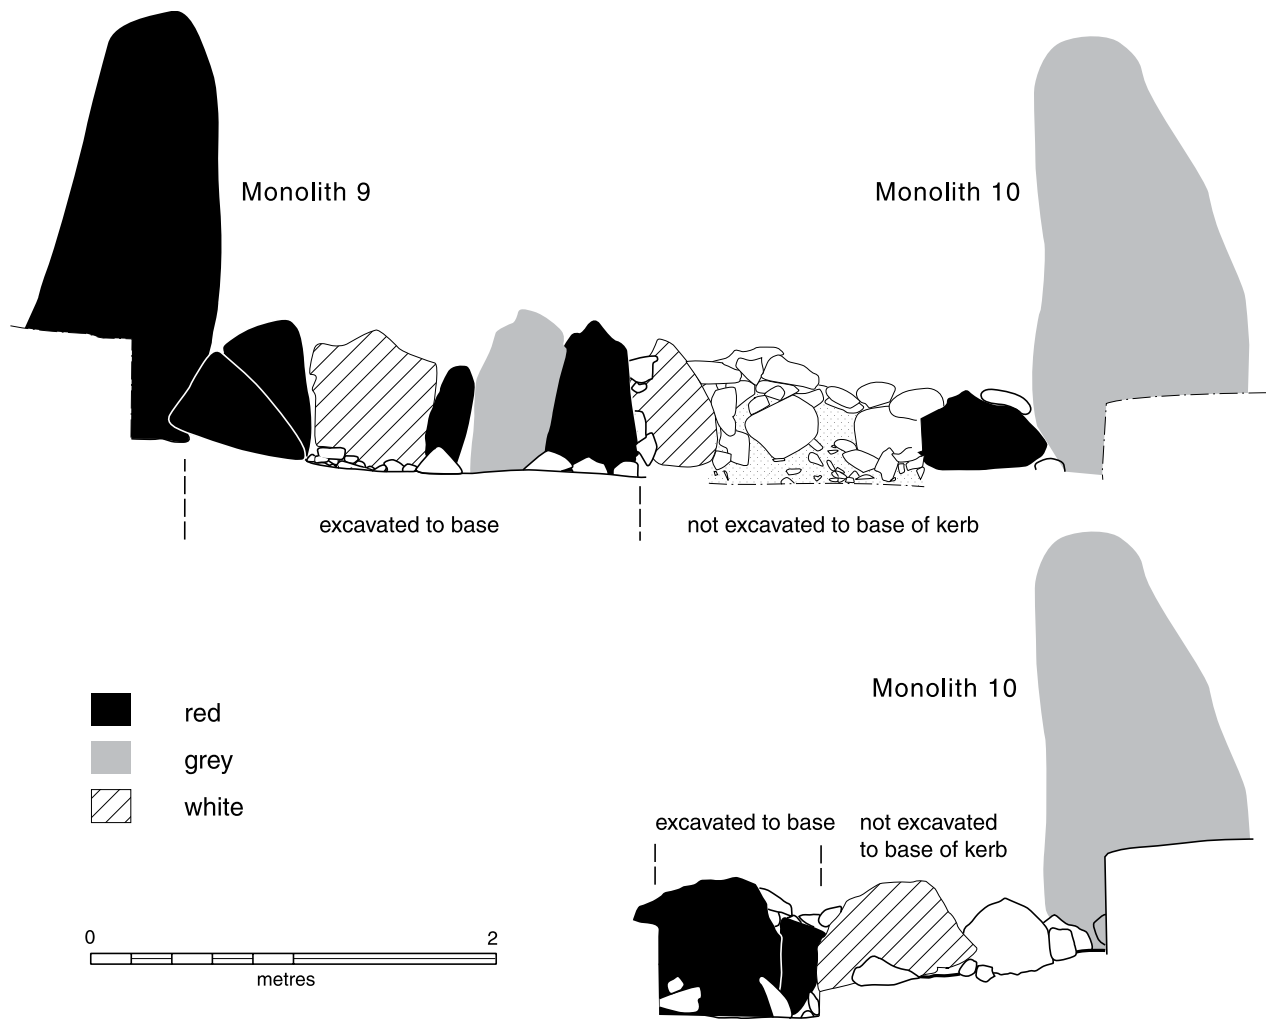 Monolith 9
Monolith 10
excavated to base
not excavated to base of kerb
Monolith 10
red
grey
white
excavated to base
not excavated
to base of kerb
0
2
metres